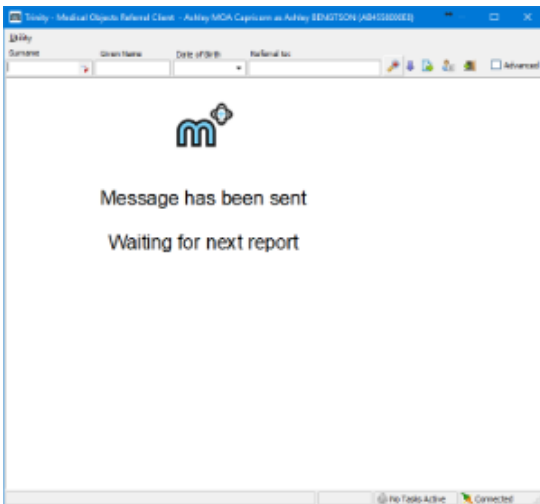 Trinity - Medical Objects Referral Client - Ashley MOA Capricorn as Ashley BENGTSON
Utility
Surname Given Name Date of Birth Referral to:
Advanced
m
Message has been sent
Waiting for next report
No Tasks Active Connected